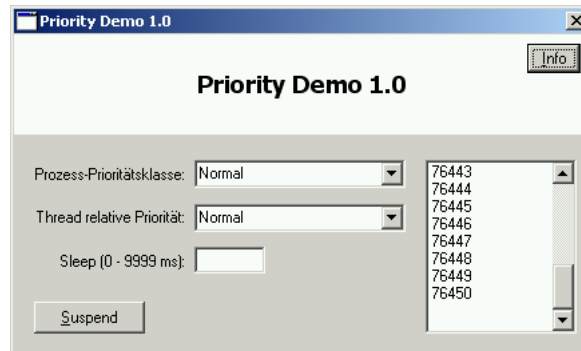 Priority Demo 1.0
Info
Priority Demo 1.0
Prozess-Prioritätsklasse: Normal
Thread relative Priorität: Normal
Sleep (0 - 9999 ms):
Suspend
76443
76444
76445
76446
76447
76448
76449
76450